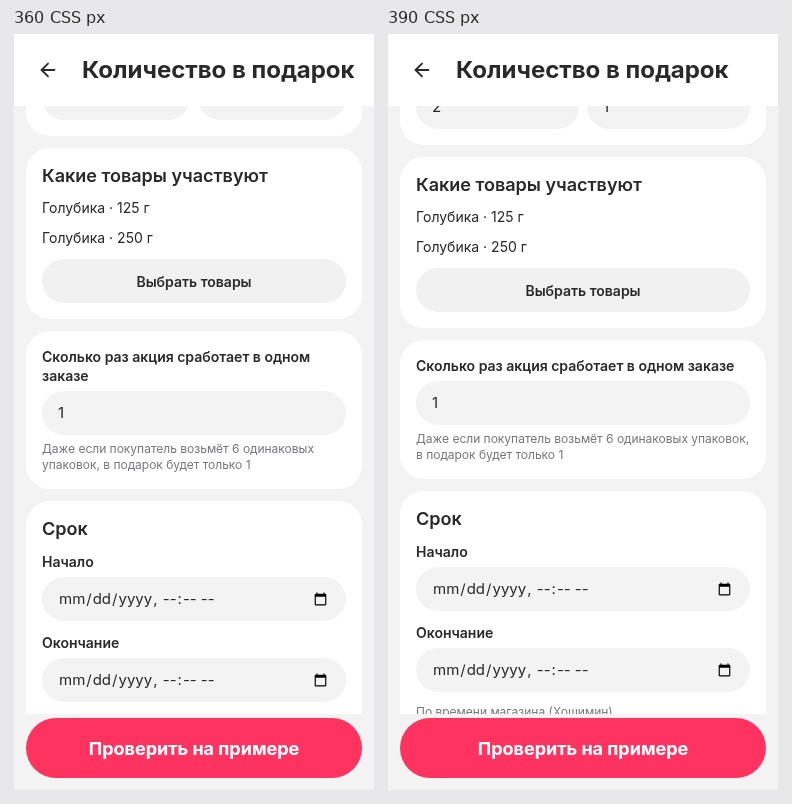 360 CSS px
Количество в подарок
Какие товары участвуют
Голубика · 125 г
Голубика · 250 г
Выбрать товары
Сколько раз акция сработает в одном
заказе
1
Даже если покупатель возьмёт 6 одинаковых
упаковок, в подарок будет только 1
Срок
Начало
mm/dd/yyyy, --:-- --
Окончание
mm/dd/yyyy, --:-- --
Проверить на примере
390 CSS px
Количество в подарок
2 1
Какие товары участвуют
Голубика · 125 г
Голубика · 250 г
Выбрать товары
Сколько раз акция сработает в одном заказе
1
Даже если покупатель возьмёт 6 одинаковых упаковок,
в подарок будет только 1
Срок
Начало
mm/dd/yyyy, --:-- --
Окончание
mm/dd/yyyy, --:-- --
По времени магазина (Хошимин)
Проверить на примере